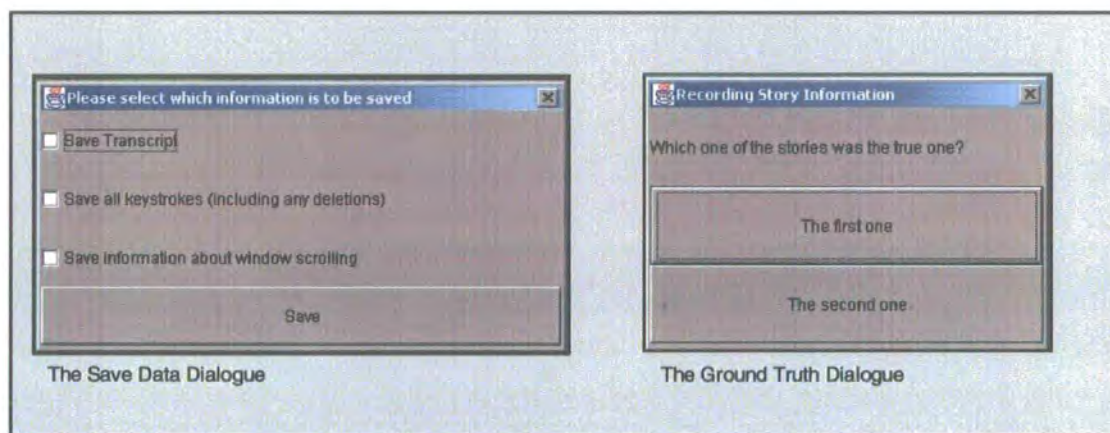 Please select which information is to be saved
Save Transcript
Save all keystrokes (including any deletions)
Save information about window scrolling
Save
The Save Data Dialogue
Recording Story Information
Which one of the stories was the true one?
The first one
The second one
The Ground Truth Dialogue